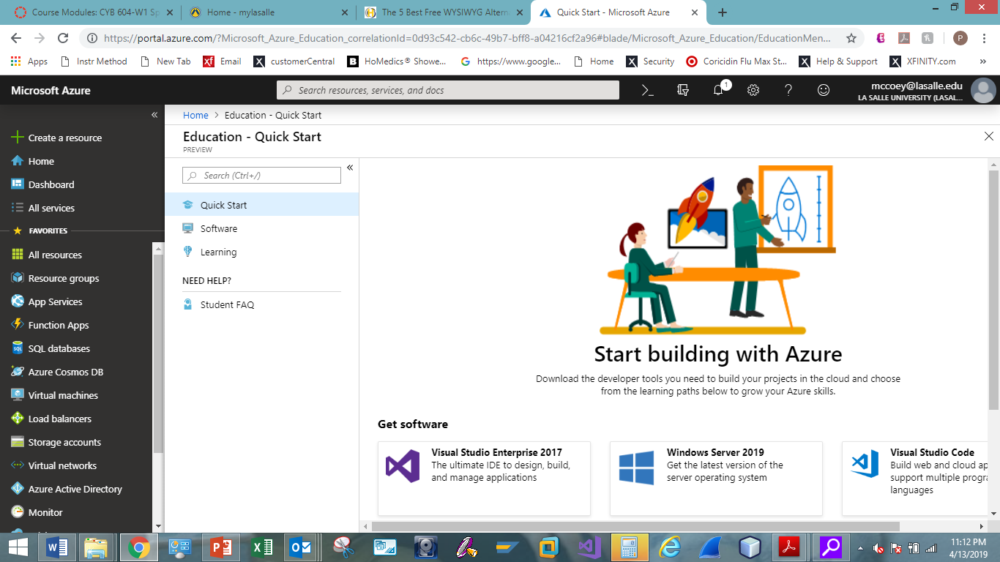 Course Modules: CYB 604-W1 Sp
Home - mylasalle
The 5 Best Free WYSIWYG Altern
Quick Start - Microsoft Azure
https://portal.azure.com/?Microsoft_Azure_Education_correlationId=0d93c542-cb6c-49b7-bff8-a04216cf2a96#blade/Microsoft_Azure_Education/EducationMen...
P
Apps
Instr Method
New Tab
Email
customerCentral
HoMedics® Showe...
https://www.google...
Home
Security
Coricidin Flu Max St...
Help & Support
XFINITY.com
Microsoft Azure
Search resources, services, and docs
1
mccoey@lasalle.edu
LA SALLE UNIVERSITY (LASAL...
Create a resource
Home
Dashboard
All services
FAVORITES
All resources
Resource groups
App Services
Function Apps
SQL databases
Azure Cosmos DB
Virtual machines
Load balancers
Storage accounts
Virtual networks
Azure Active Directory
Monitor
Home > Education - Quick Start
Education - Quick Start
PREVIEW
Search (Ctrl+/)
Quick Start
Software
Learning
NEED HELP?
Student FAQ
Start building with Azure
Download the developer tools you need to build your projects in the cloud and choose
from the learning paths below to grow your Azure skills.
Get software
Visual Studio Enterprise 2017
The ultimate IDE to design, build,
and manage applications
Windows Server 2019
Get the latest version of the
server operating system
Visual Studio Code
Build web and cloud ap
support multiple progra
languages
11:12 PM
4/13/2019